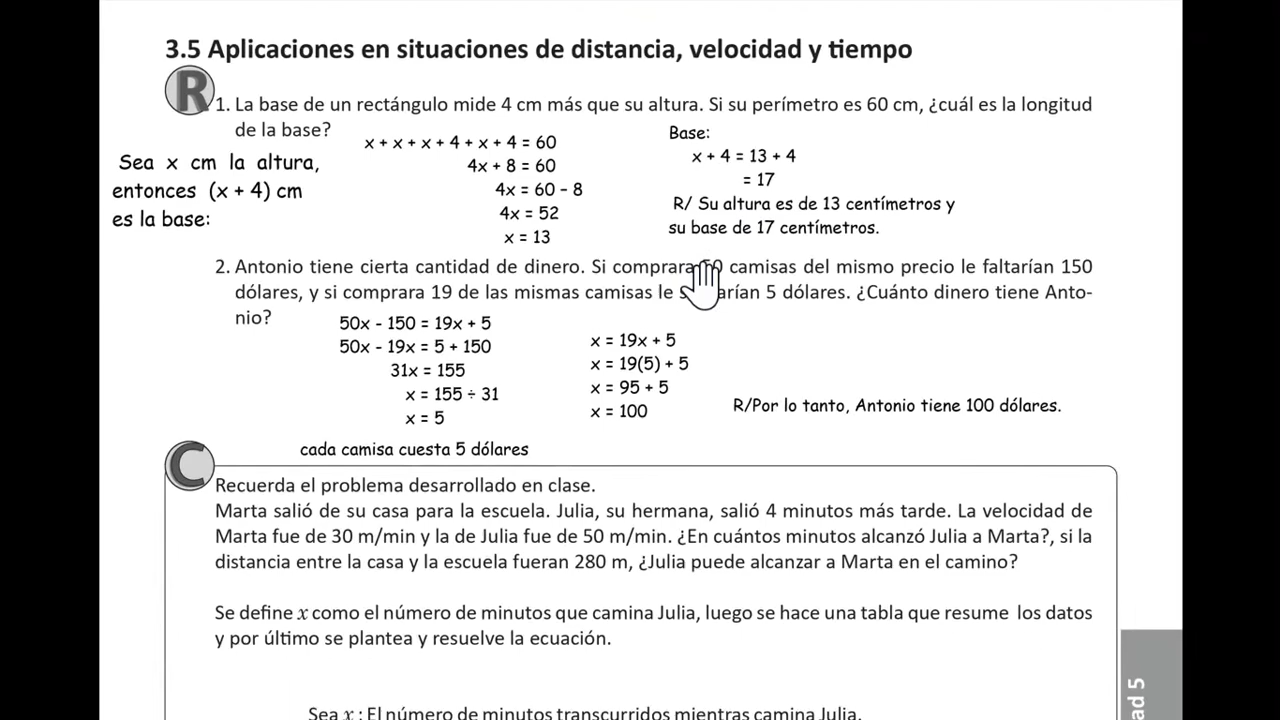 3.5 Aplicaciones en situaciones de distancia, velocidad y tiempo
R
1. La base de un rectángulo mide 4 cm más que su altura. Si su perímetro es 60 cm, ¿cuál es la longitud
de la base?
Sea x cm la altura,
entonces (x + 4) cm
es la base:
x + x + x + 4 + x + 4 = 60
4x + 8 = 60
4x = 60 - 8
4x = 52
x = 13
Base:
x + 4 = 13 + 4
= 17
R/ Su altura es de 13 centímetros y
su base de 17 centímetros.
2. Antonio tiene cierta cantidad de dinero. Si comprara 50 camisas del mismo precio le faltarían 150
dólares, y si comprara 19 de las mismas camisas le 5 dólares. ¿Cuánto dinero tiene Anto-
nio?
50x - 150 = 19x + 5
50x - 19x = 5 + 150
31x = 155
x = 155 ÷ 31
x = 5
cada camisa cuesta 5 dólares
x = 19x + 5
x = 19(5) + 5
x = 95 + 5
x = 100
R/Por lo tanto, Antonio tiene 100 dólares.
C
Recuerda el problema desarrollado en clase.
Marta salió de su casa para la escuela. Julia, su hermana, salió 4 minutos más tarde. La velocidad de
Marta fue de 30 m/min y la de Julia fue de 50 m/min. ¿En cuántos minutos alcanzó Julia a Marta?, si la
distancia entre la casa y la escuela fueran 280 m, ¿Julia puede alcanzar a Marta en el camino?
Se define x como el número de minutos que camina Julia, luego se hace una tabla que resume los datos
y por último se plantea y resuelve la ecuación.
Sea x : El número de minutos transcurridos mientras camina Julia.
ad 5